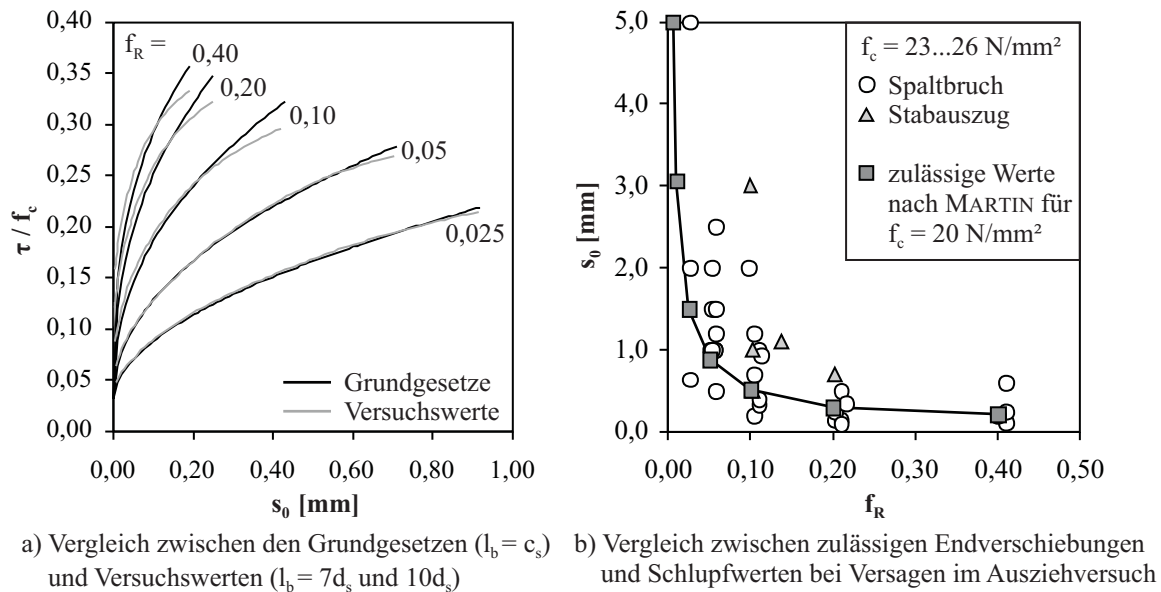 a)
0,40
f_R =
0,40
0,35
0,20
0,30
0,10
0,25
0,05
0,20
0,025
0,15
0,10
0,05
0,00
τ / f_c
Grundgesetze
Versuchswerte
0,00 0,20 0,40 0,60 0,80 1,00
s_0 [mm]
a) Vergleich zwischen den Grundgesetzen (l_b = c_s)
und Versuchswerten (l_b = 7d_s und 10d_s)
b)
5,0
4,0
3,0
2,0
1,0
0,0
s_0 [mm]
f_c = 23...26 N/mm²
Spaltbruch
Stabauszug
zulässige Werte
nach MARTIN für
f_c = 20 N/mm²
0,00 0,10 0,20 0,30 0,40 0,50
f_R
b) Vergleich zwischen zulässigen Endverschiebungen
und Schlupfwerten bei Versagen im Ausziehversuch